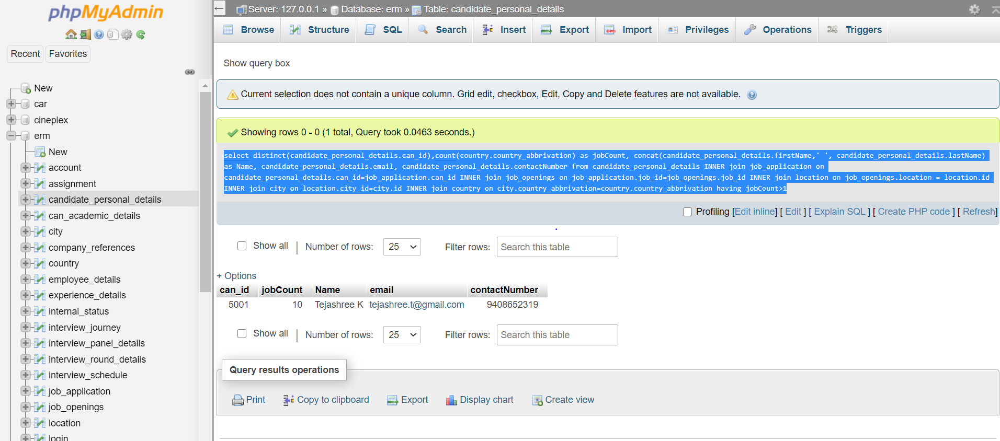 phpMyAdmin
Recent Favorites
New
car
cineplex
erm
New
account
assignment
candidate_personal_details
can_academic_details
city
company_references
country
employee_details
experience_details
internal_status
interview_journey
interview_panel_details
interview_round_details
interview_schedule
job_application
job_openings
location
login
Server: 127.0.0.1 » Database: erm » Table: candidate_personal_details
Browse Structure SQL Search Insert Export Import Privileges Operations Triggers
Show query box
Current selection does not contain a unique column. Grid edit, checkbox, Edit, Copy and Delete features are not available.
Showing rows 0 - 0 (1 total, Query took 0.0463 seconds.)
select distinct(candidate_personal_details.can_id),count(country.country_abbrivation) as jobCount, concat(candidate_personal_details.firstName,' ', candidate_personal_details.lastName)
as Name, candidate_personal_details.email, candidate_personal_details.contactNumber from candidate_personal_details INNER join job_application on
candidate_personal_details.can_id=job_application.can_id INNER join job_openings on job_application.job_id=job_openings.job_id INNER join location on job_openings.location = location.id
INNER join city on location.city_id=city.id INNER join country on city.country_abbrivation=country.country_abbrivation having jobCount>1
Profiling [Edit inline] [ Edit ] [ Explain SQL ] [ Create PHP code ] [ Refresh]
Show all | Number of rows: 25 Filter rows: Search this table
+ Options
can_id jobCount Name email contactNumber
5001 10 Tejashree K tejashree.t@gmail.com 9408652319
Show all | Number of rows: 25 Filter rows: Search this table
Query results operations
Print Copy to clipboard Export Display chart Create view